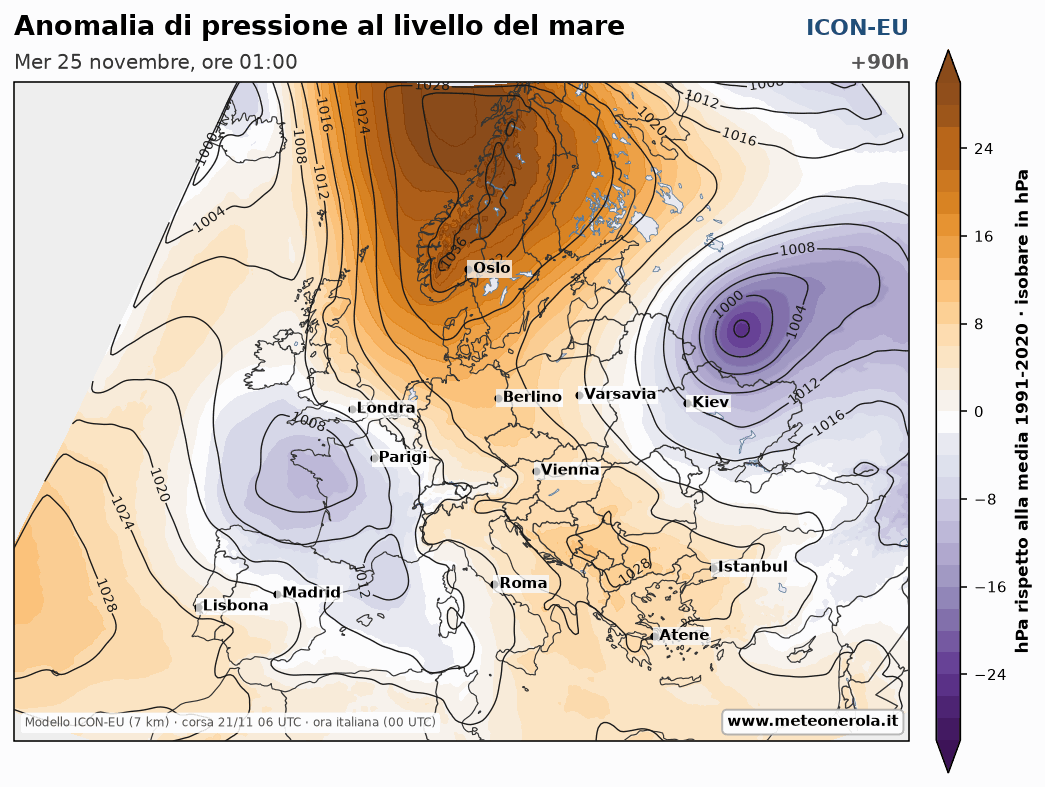 Anomalia di pressione al livello del mare
ICON-EU
Mer 25 novembre, ore 01:00
+90h
1028
1012
1000
1016
1024
1020
1016
1008
1000
1012
1004
1036
Oslo
1008
1000
1004
Londra
Berlino
Varsavia
Kiev
1012
1008
1016
Parigi
Vienna
1020
1024
1028
1028
Istanbul
1012
Roma
Madrid
Lisbona
Atene
Modello ICON-EU (7 km) · corsa 21/11 06 UTC · ora italiana (00 UTC)
www.meteonerola.it
24
16
8
0
−8
−16
−24
hPa rispetto alla media 1991-2020 · isobare in hPa